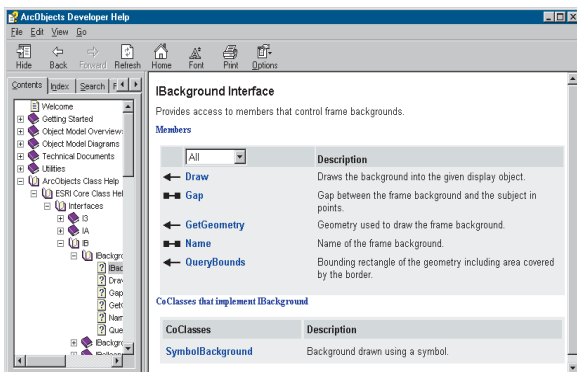 ArcObjects Developer Help
File Edit View Go
Hide Back Forward Refresh Home Font Print Options
Contents Index Search
Welcome
Getting Started
Object Model Overview
Object Model Diagrams
Technical Documents
Utilities
ArcObjects Class Help
ESRI Core Class Hel
Interfaces
I3
IA
IB
IBackgro
IBac
Draw
Gap
Get
Nam
Que
IBackgro
IBackground Interface
Provides access to members that control frame backgrounds.
Members
All Description
Draw Draws the background into the given display object.
Gap Gap between the frame background and the subject in
points.
GetGeometry Geometry used to draw the frame background.
Name Name of the frame background.
QueryBounds Bounding rectangle of the geometry including area covered
by the border.
CoClasses that implement IBackground
CoClasses Description
SymbolBackground Background drawn using a symbol.